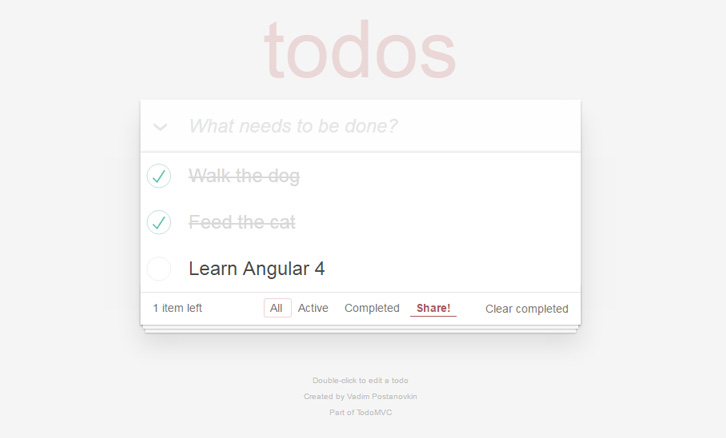 todos
What needs to be done?
Walk the dog
Feed the cat
Learn Angular 4
1 item left All Active Completed Share! Clear completed
Double-click to edit a todo
Created by Vadim Postanovkin
Part of TodoMVC